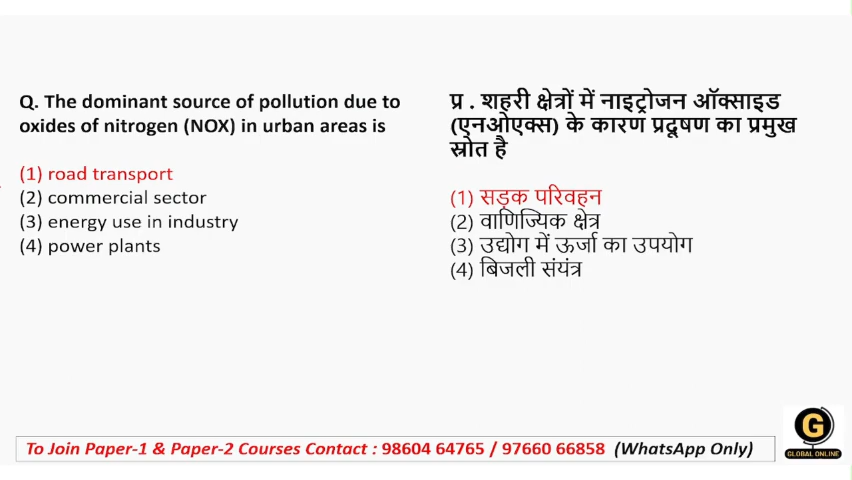 Q. The dominant source of pollution due to
oxides of nitrogen (NOX) in urban areas is
(1) road transport
(2) commercial sector
(3) energy use in industry
(4) power plants
प्र . शहरी क्षेत्रों में नाइट्रोजन ऑक्साइड
(एनओएक्स) के कारण प्रदूषण का प्रमुख
स्रोत है
(1) सड़क परिवहन
(2) वाणिज्यिक क्षेत्र
(3) उद्योग में ऊर्जा का उपयोग
(4) बिजली संयंत्र
G
GLOBAL ONLINE
To Join Paper-1 & Paper-2 Courses Contact : 98604 64765 / 97660 66858 (WhatsApp Only)